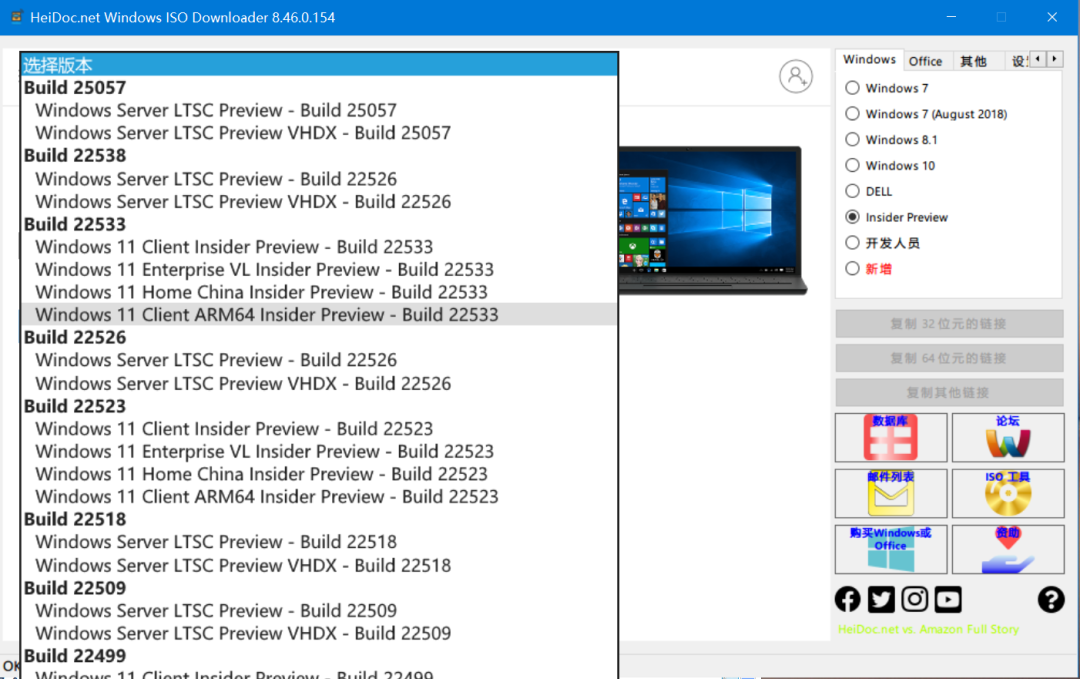 HeiDoc.net Windows ISO Downloader 8.46.0.154
选择版本
Build 25057
Windows Server LTSC Preview - Build 25057
Windows Server LTSC Preview VHDX - Build 25057
Build 22538
Windows Server LTSC Preview - Build 22526
Windows Server LTSC Preview VHDX - Build 22526
Build 22533
Windows 11 Client Insider Preview - Build 22533
Windows 11 Enterprise VL Insider Preview - Build 22533
Windows 11 Home China Insider Preview - Build 22533
Windows 11 Client ARM64 Insider Preview - Build 22533
Build 22526
Windows Server LTSC Preview - Build 22526
Windows Server LTSC Preview VHDX - Build 22526
Build 22523
Windows 11 Client Insider Preview - Build 22523
Windows 11 Enterprise VL Insider Preview - Build 22523
Windows 11 Home China Insider Preview - Build 22523
Windows 11 Client ARM64 Insider Preview - Build 22523
Build 22518
Windows Server LTSC Preview - Build 22518
Windows Server LTSC Preview VHDX - Build 22518
Build 22509
Windows Server LTSC Preview - Build 22509
Windows Server LTSC Preview VHDX - Build 22509
Build 22499
Windows 11 Client Insider Preview - Build 22499
OK
Windows Office 其他
Windows 7
Windows 7 (August 2018)
Windows 8.1
Windows 10
DELL
Insider Preview
开发人员
新增
复制 32 位元的链接
复制 64 位元的链接
复制其他链接
数据库
论坛
邮件列表
ISO 工具
购买Windows或
Office
资助
HeiDoc.net vs. Amazon Full Story